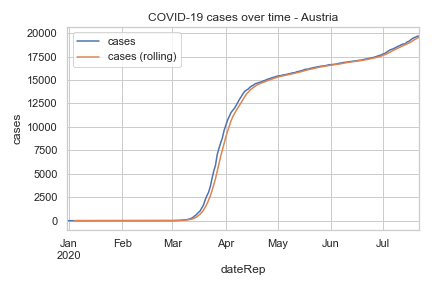 COVID-19 cases over time - Austria
cases
cases (rolling)
20000
17500
15000
12500
10000
7500
5000
2500
0
cases
Jan Feb Mar Apr May Jun Jul
2020
dateRep